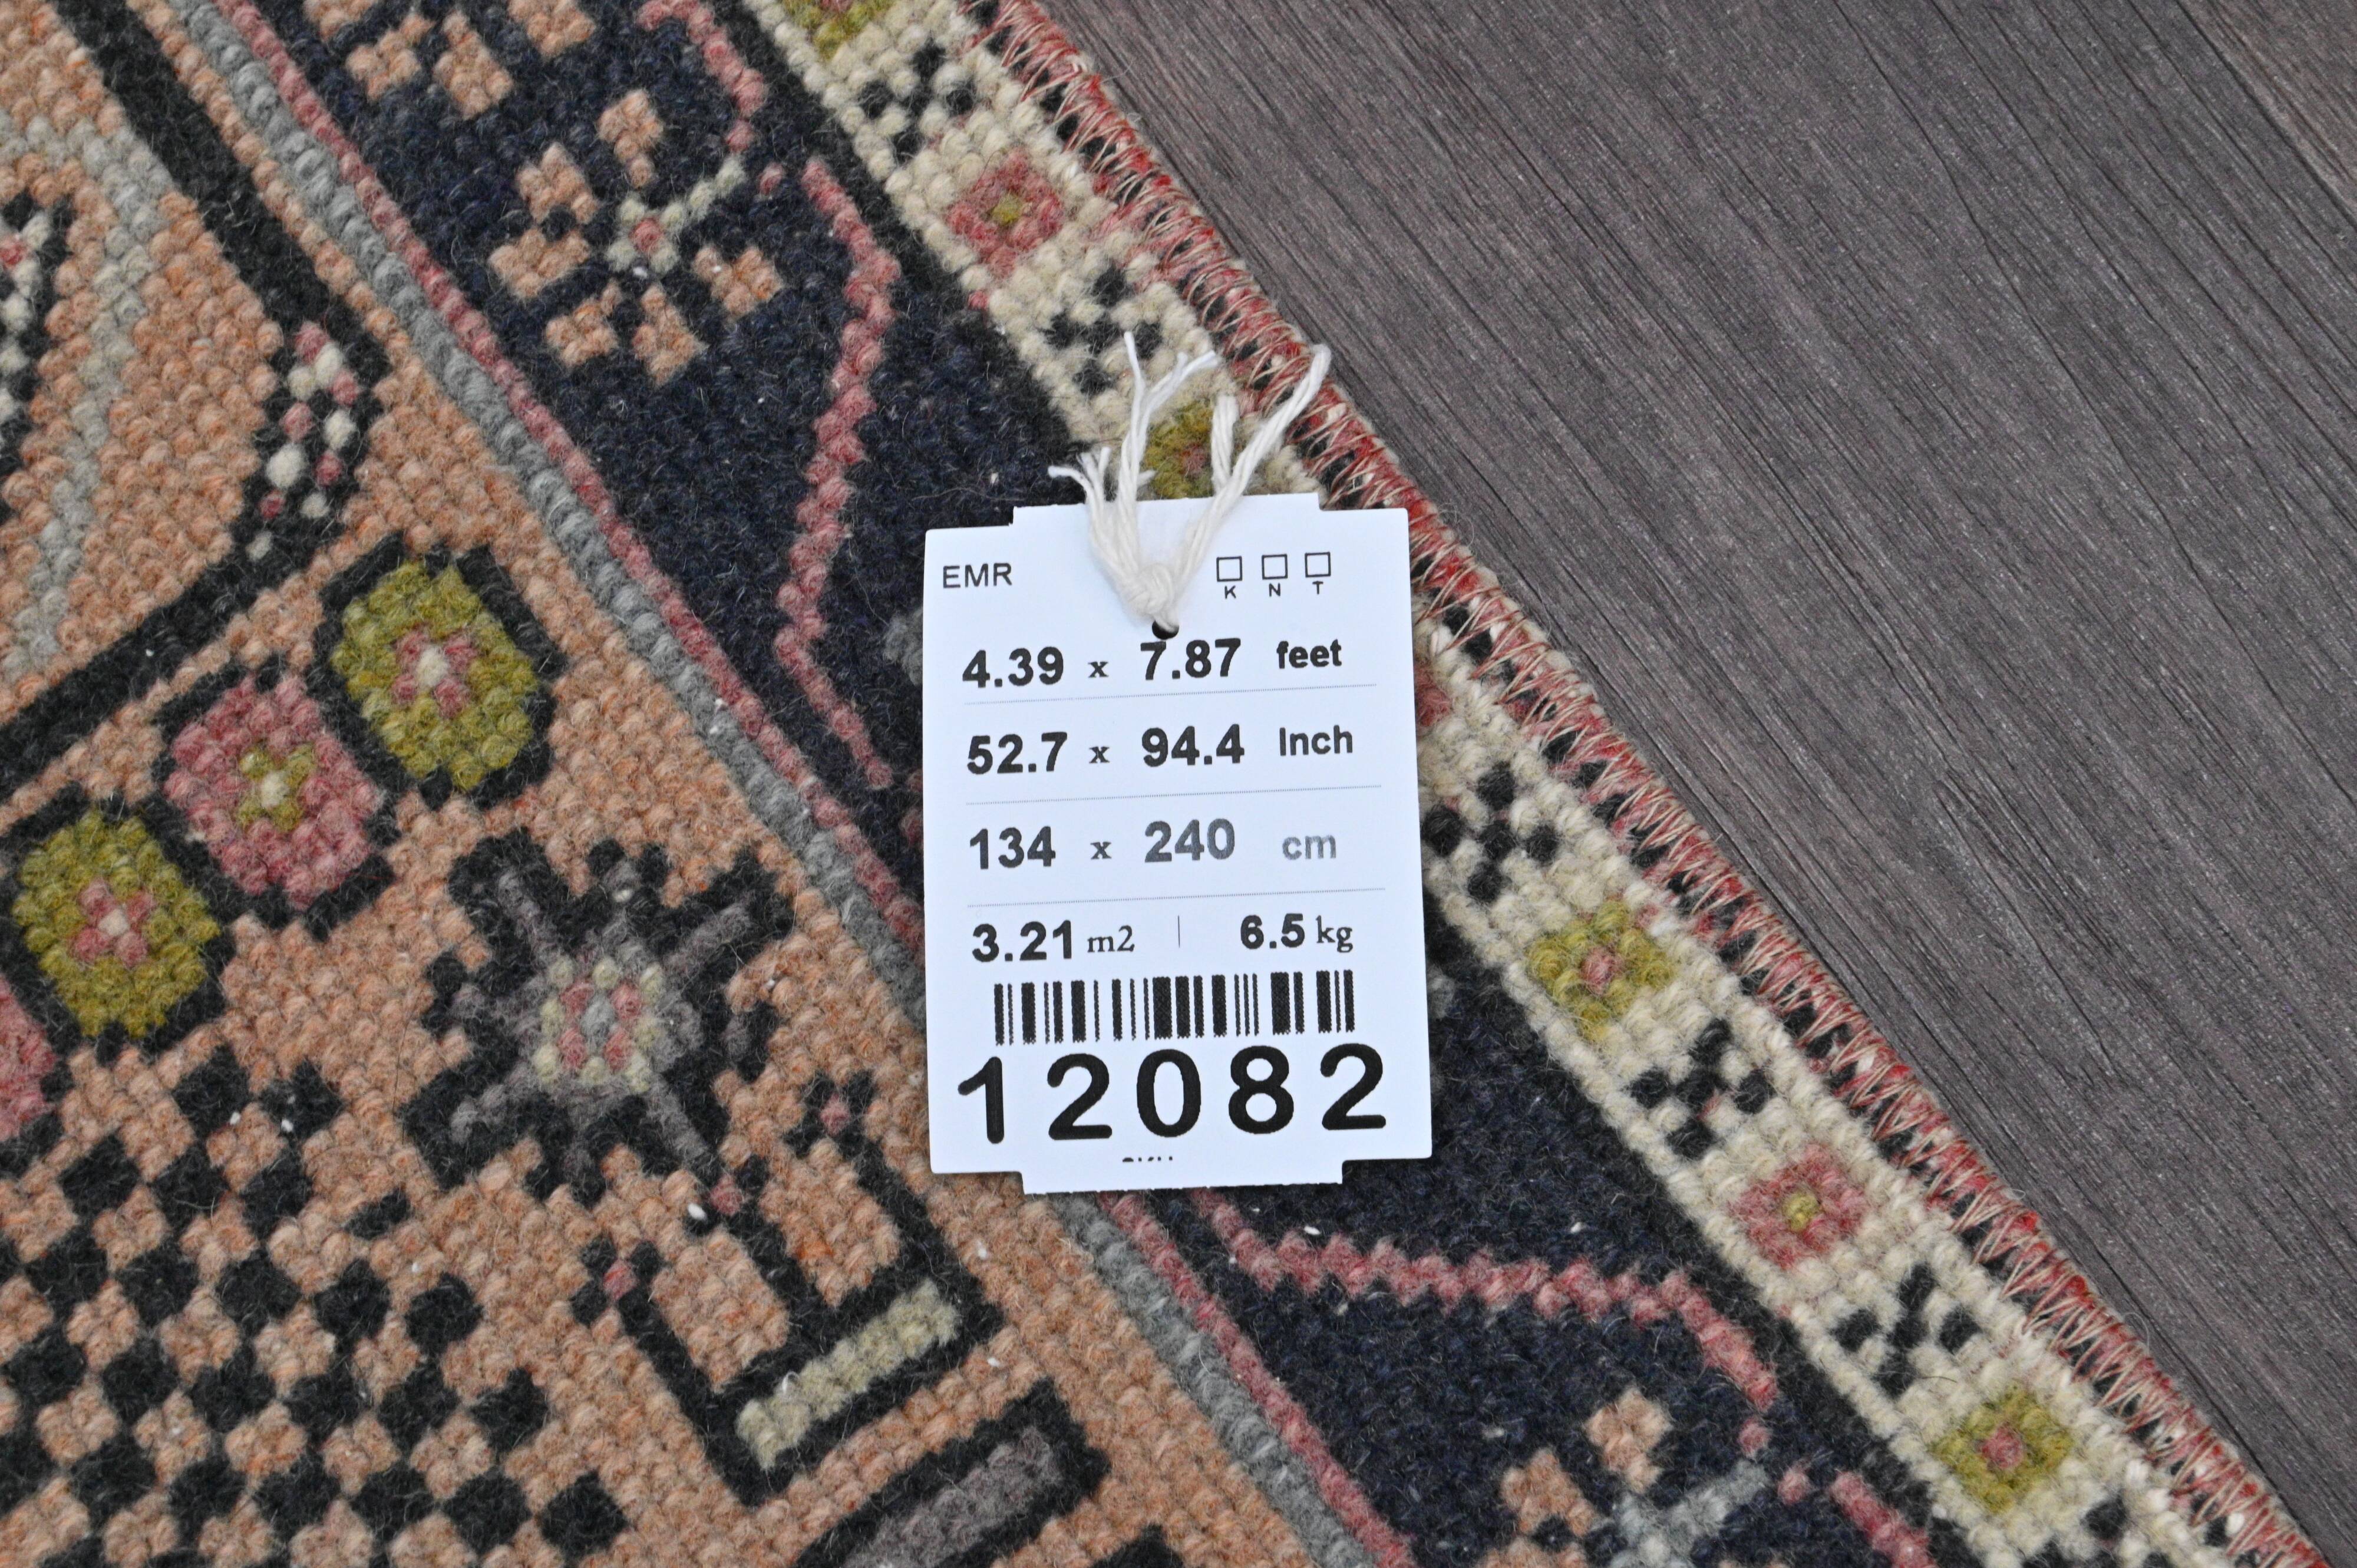 EMR
K N T
4.39 x 7.87 feet
52.7 x 94.4 Inch
134 x 240 cm
3.21 m2 | 6.5 kg
12082